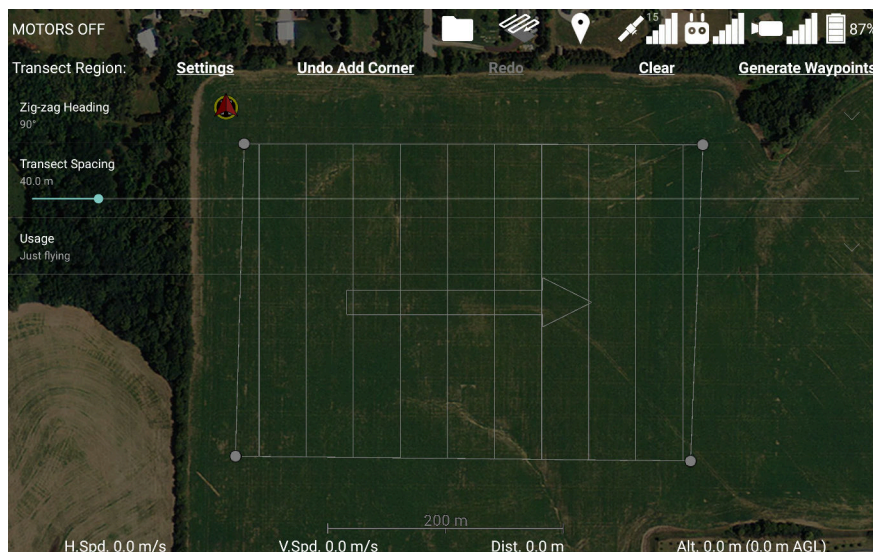 MOTORS OFF
15
87%
Transect Region:
Settings
Undo Add Corner
Redo
Clear
Generate Waypoints
Zig-zag Heading
90°
Transect Spacing
40.0 m
Usage
Just flying
200 m
H.Spd. 0.0 m/s
V.Spd. 0.0 m/s
Dist. 0.0 m
Alt. 0.0 m (0.0 m AGL)